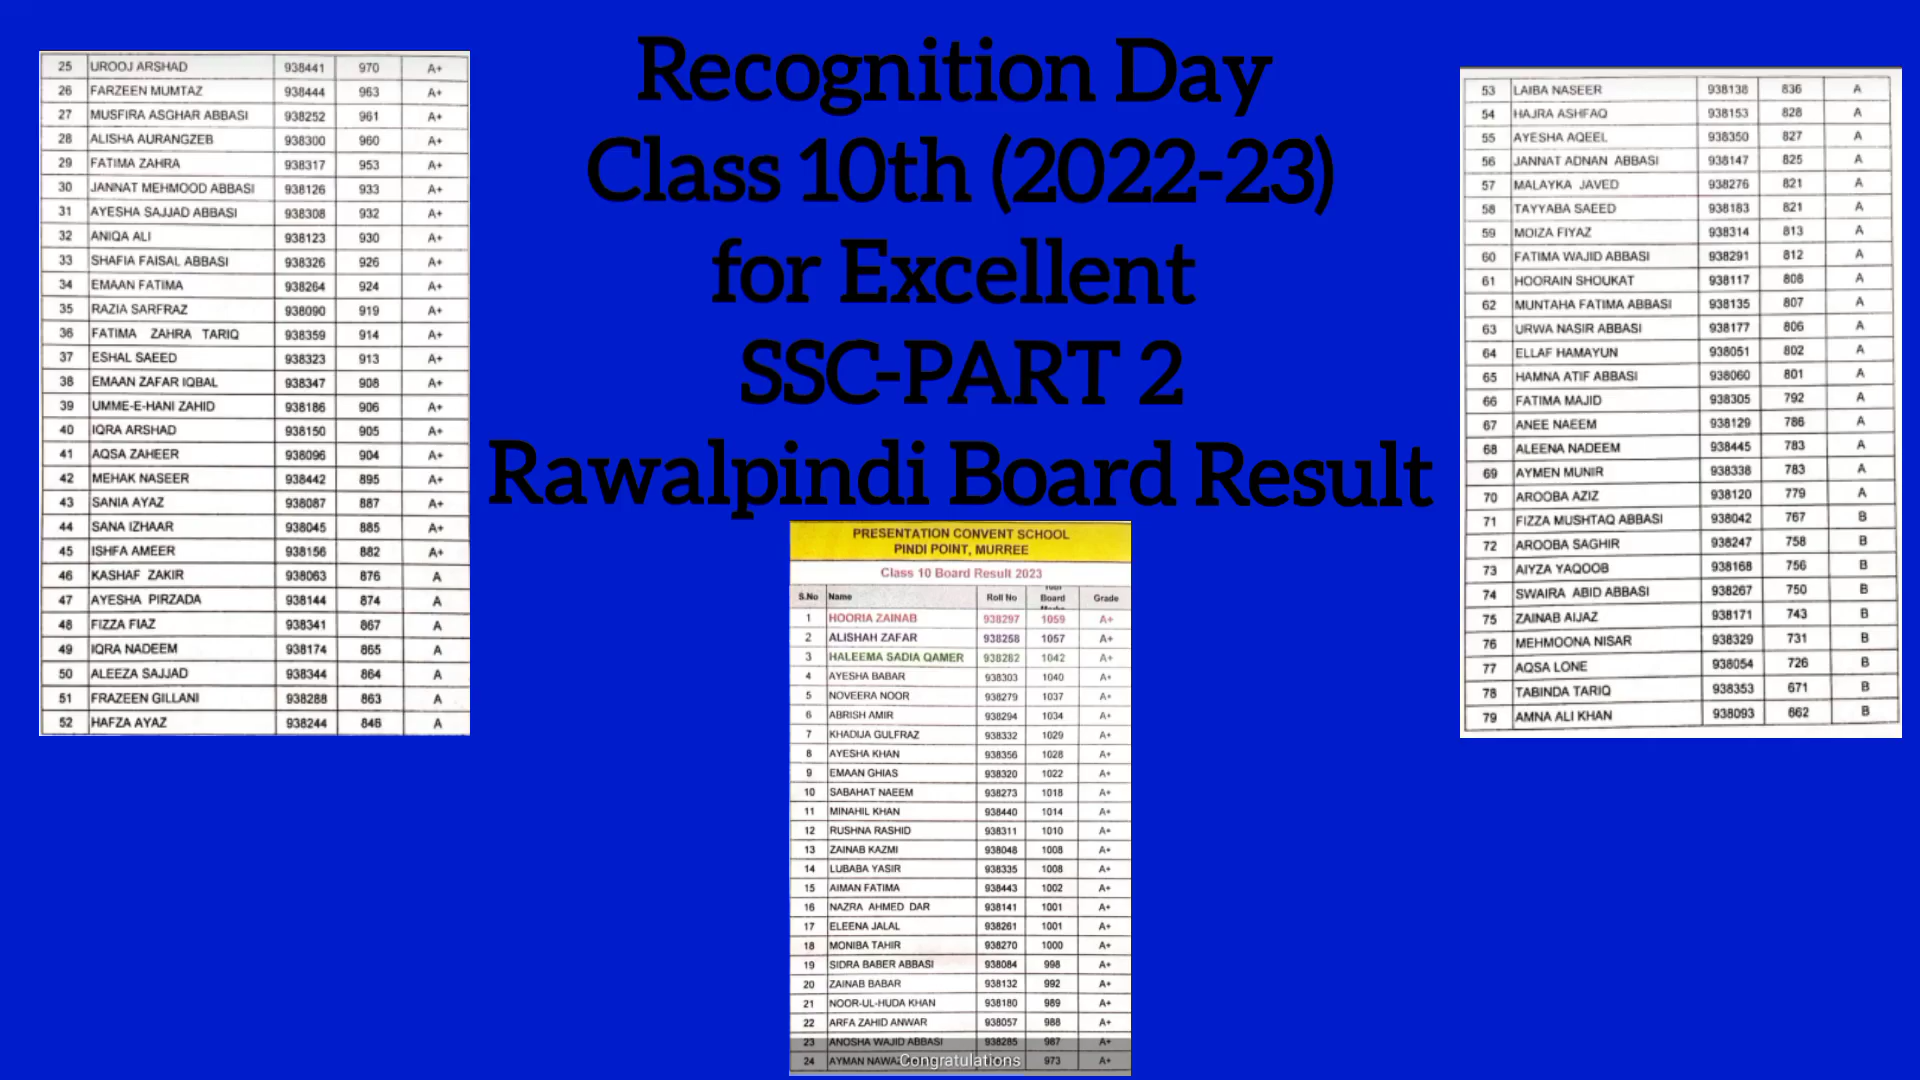 Recognition Day
Class 10th (2022-23)
for Excellent
SSC-PART 2
Rawalpindi Board Result
PRESENTATION CONVENT SCHOOL
PINDI POINT, MURREE
Class 10 Board Result 2023
S.No Name Roll No Board Grade
1 HOORIA ZAINAB 938297 1059 A+
2 ALISHAH ZAFAR 938258 1057 A+
3 HALEEMA SADIA QAMER 938282 1042 A+
4 AYESHA BABAR 938303 1040 A+
5 NOVEERA NOOR 938279 1037 A+
6 ABRISH AMIR 938294 1034 A+
7 KHADIJA GULFRAZ 938332 1029 A+
8 AYESHA KHAN 938356 1028 A+
9 EMAAN GHIAS 938320 1022 A+
10 SABAHAT NAEEM 938273 1018 A+
11 MINAHIL KHAN 938440 1014 A+
12 RUSHNA RASHID 938311 1010 A+
13 ZAINAB KAZMI 938048 1008 A+
14 LUBABA YASIR 938335 1008 A+
15 AIMAN FATIMA 938443 1002 A+
16 NAZRA AHMED DAR 938141 1001 A+
17 ELEENA JALAL 938261 1001 A+
18 MONIBA TAHIR 938270 1000 A+
19 SIDRA BABER ABBASI 938084 998 A+
20 ZAINAB BABAR 938132 992 A+
21 NOOR-UL-HUDA KHAN 938180 989 A+
22 ARFA ZAHID ANWAR 938057 988 A+
23 ANOSHA WAJID ABBASI 938285 987 A+
24 AYMAN 973 A+
Congratulations
25 UROOJ ARSHAD 938441 970 A+
26 FARZEEN MUMTAZ 938444 963 A+
27 MUSFIRA ASGHAR ABBASI 938252 961 A+
28 ALISHA AURANGZEB 938300 960 A+
29 FATIMA ZAHRA 938317 953 A+
30 JANNAT MEHMOOD ABBASI 938126 933 A+
31 AYESHA SAJJAD ABBASI 938308 932 A+
32 ANIQA ALI 938123 930 A+
33 SHAFIA FAISAL ABBASI 938326 926 A+
34 EMAAN FATIMA 938264 924 A+
35 RAZIA SARFRAZ 938090 919 A+
36 FATIMA ZAHRA TARIQ 938359 914 A+
37 ESHAL SAEED 938323 913 A+
38 EMAAN ZAFAR IQBAL 938347 908 A+
39 UMME-E-HANI ZAHID 938186 906 A+
40 IQRA ARSHAD 938150 905 A+
41 AQSA ZAHEER 938096 904 A+
42 MEHAK NASEER 938442 895 A+
43 SANIA AYAZ 938087 887 A+
44 SANA IZHAAR 938045 885 A+
45 ISHFA AMEER 938156 882 A+
46 KASHAF ZAKIR 938063 876 A
47 AYESHA PIRZADA 938144 874 A
48 FIZZA FIAZ 938341 867 A
49 IQRA NADEEM 938174 865 A
50 ALEEZA SAJJAD 938344 864 A
51 FRAZEEN GILLANI 938288 863 A
52 HAFZA AYAZ 938244 846 A
53 LAIBA NASEER 938138 836 A
54 HAJRA ASHFAQ 938153 828 A
55 AYESHA AQEEL 938350 827 A
56 JANNAT ADNAN ABBASI 938147 825 A
57 MALAYKA JAVED 938276 821 A
58 TAYYABA SAEED 938183 821 A
59 MOIZA FIYAZ 938314 813 A
60 FATIMA WAJID ABBASI 938291 812 A
61 HOORAIN SHOUKAT 938117 808 A
62 MUNTAHA FATIMA ABBASI 938135 807 A
63 URWA NASIR ABBASI 938177 806 A
64 ELLAF HAMAYUN 938051 802 A
65 HAMNA ATIF ABBASI 938060 801 A
66 FATIMA MAJID 938305 792 A
67 ANEE NAEEM 938129 786 A
68 ALEENA NADEEM 938445 783 A
69 AYMEN MUNIR 938338 783 A
70 AROOBA AZIZ 938120 779 A
71 FIZZA MUSHTAQ ABBASI 938042 767 B
72 AROOBA SAGHIR 938247 758 B
73 AIYZA YAQOOB 938168 756 B
74 SWAIRA ABID ABBASI 938267 750 B
75 ZAINAB AIJAZ 938171 743 B
76 MEHMOONA NISAR 938329 731 B
77 AQSA LONE 938054 726 B
78 TABINDA TARIQ 938353 671 B
79 AMNA ALI KHAN 938093 662 B